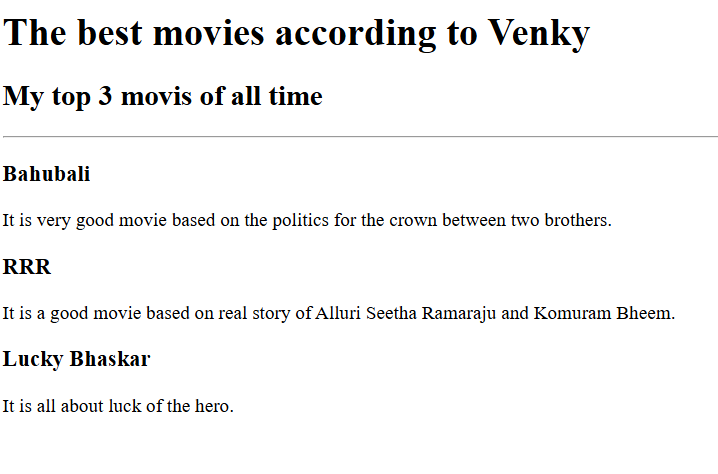 The best movies according to Venky
My top 3 movis of all time
Bahubali
It is very good movie based on the politics for the crown between two brothers.
RRR
It is a good movie based on real story of Alluri Seetha Ramaraju and Komuram Bheem.
Lucky Bhaskar
It is all about luck of the hero.